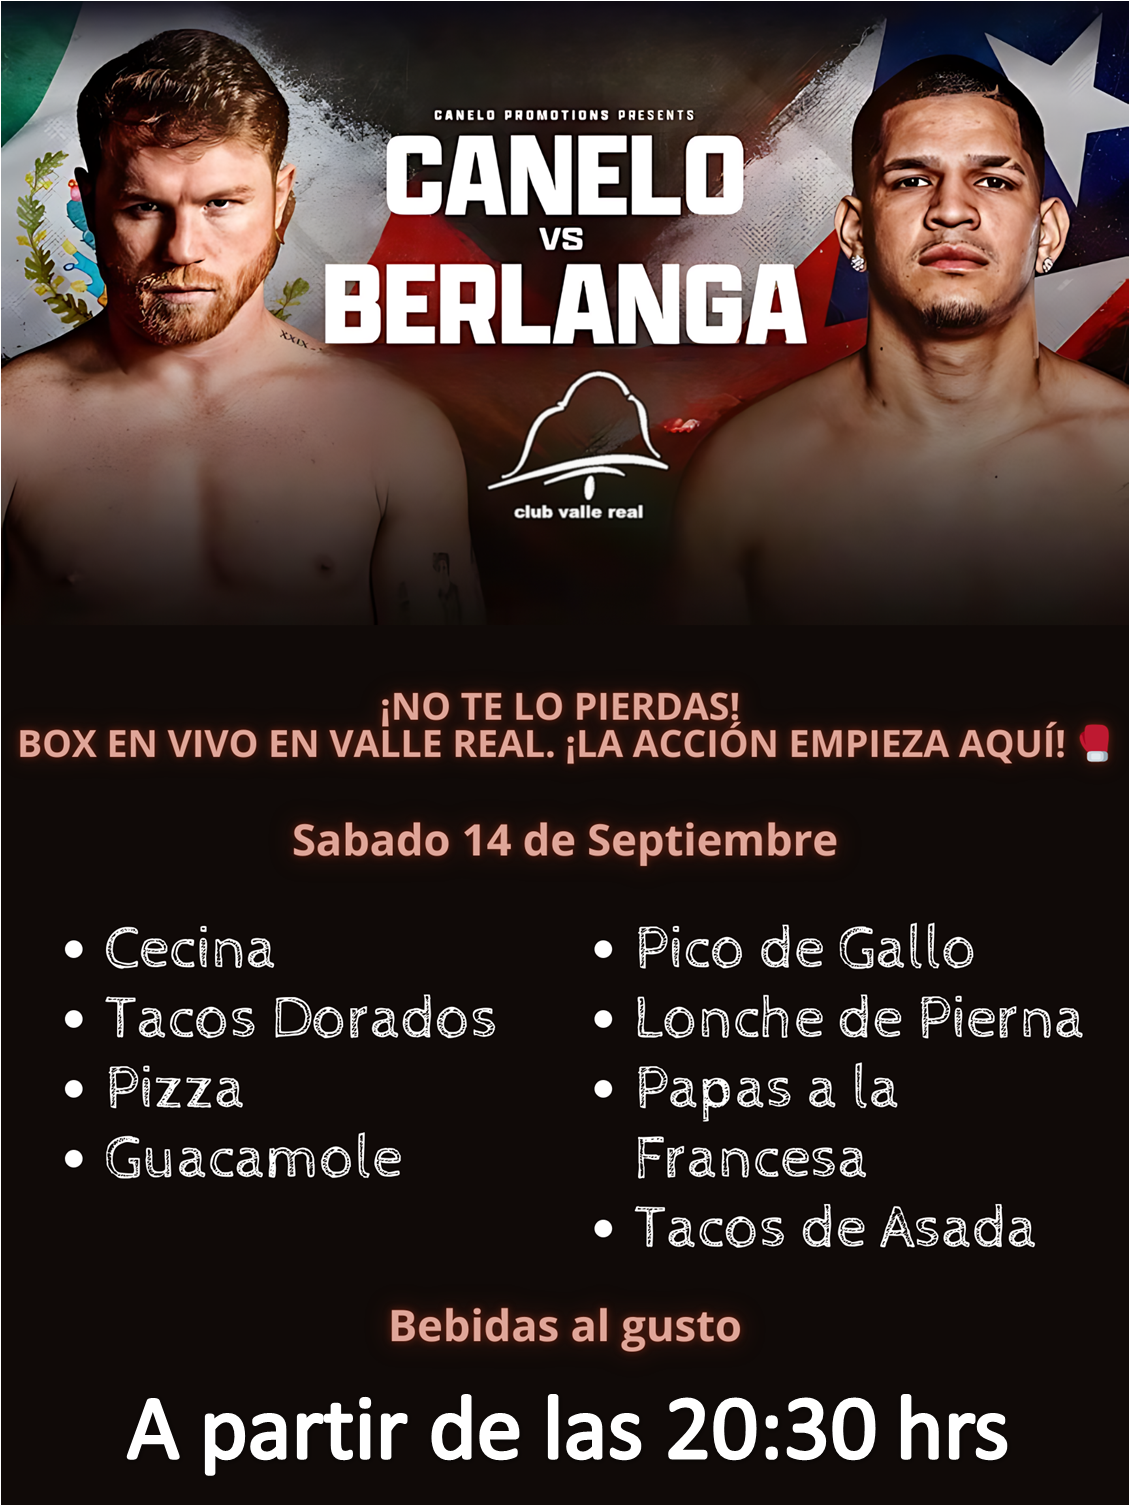 CANELO PROMOTIONS PRESENTS
CANELO
VS
BERLANGA
XXIX -
club valle real
¡NO TE LO PIERDAS!
BOX EN VIVO EN VALLE REAL. ¡LA ACCIÓN EMPIEZA AQUÍ! 🥊
Sabado 14 de Septiembre
• Cecina
• Tacos Dorados
• Pizza
• Guacamole
• Pico de Gallo
• Lonche de Pierna
• Papas a la
Francesa
• Tacos de Asada
Bebidas al gusto
A partir de las 20:30 hrs